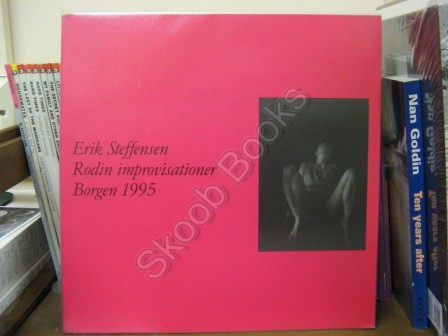 Erik Steffensen
Rodin improvisationer
Borgen 1995
Skoob Books
Nan Goldin
Ten years after